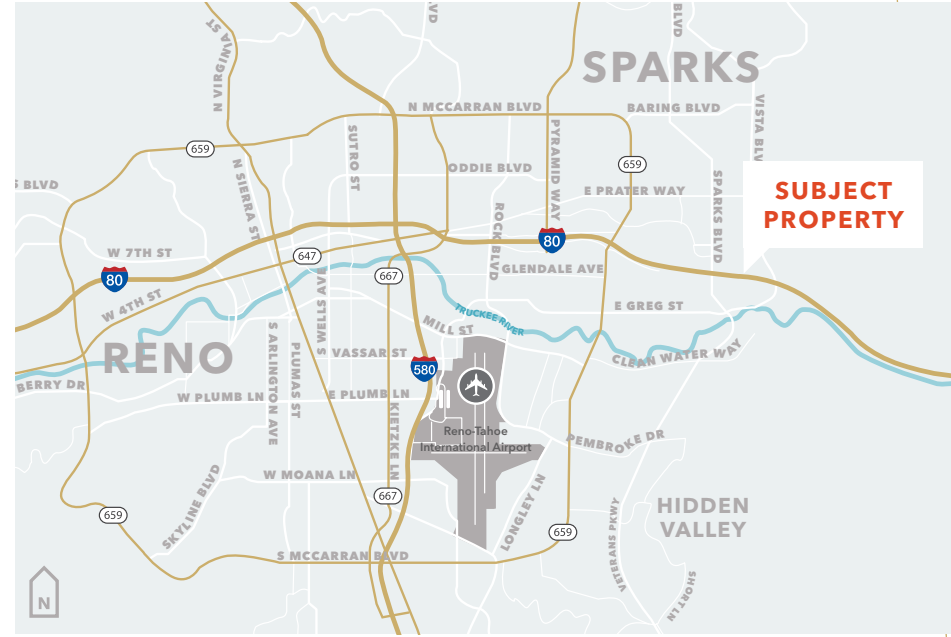 BLVD
BLVD
N VIRGINIA ST
SPARKS
N MCCARRAN BLVD
BARING BLVD
VISTA BLV
SUTRO ST
PYRAMID WAY
659
659
N SIERRA ST
ODDIE BLVD
S BLVD
E PRATER WAY
SPARKS BLVD
SUBJECT
PROPERTY
ROCK BLVD
80
W 7TH ST
647
667
GLENDALE AVE
80
W 4TH ST
S WELLS AVE
TRUCKEE RIVER
E GREG ST
MILL ST
RENO
S ARLINGTON AVE
PLUMAS ST
VASSAR ST
CLEAN WATER WAY
580
BERRY DR
W PLUMB LN
E PLUMB LN
KIETZKE LN
Reno-Tahoe
International Airport
PEMBROKE DR
SKYLINE BLVD
W MOANA LN
LONGLEY LN
667
HIDDEN
VALLEY
659
659
VETERANS PKWY
S MCCARRAN BLVD
SHORT LN
N